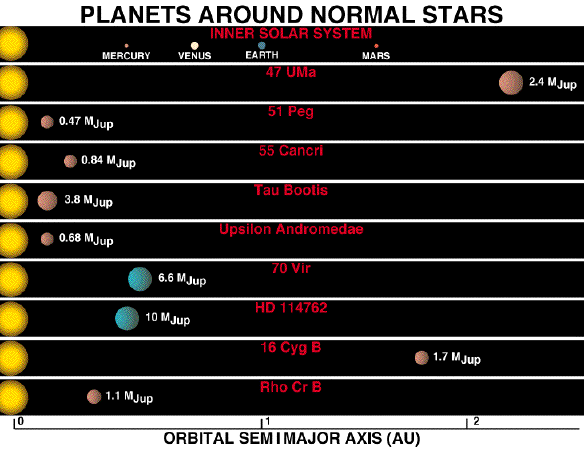 PLANETS AROUND NORMAL STARS
INNER SOLAR SYSTEM
MERCURY VENUS EARTH MARS
47 UMa
2.4 MJup
51 Peg
0.47 MJup
55 Cancri
0.84 MJup
Tau Bootis
3.8 MJup
Upsilon Andromedae
0.68 MJup
70 Vir
6.6 MJup
HD 114762
10 MJup
16 Cyg B
1.7 MJup
Rho Cr B
1.1 MJup
0 1 2
ORBITAL SEMIMAJOR AXIS (AU)